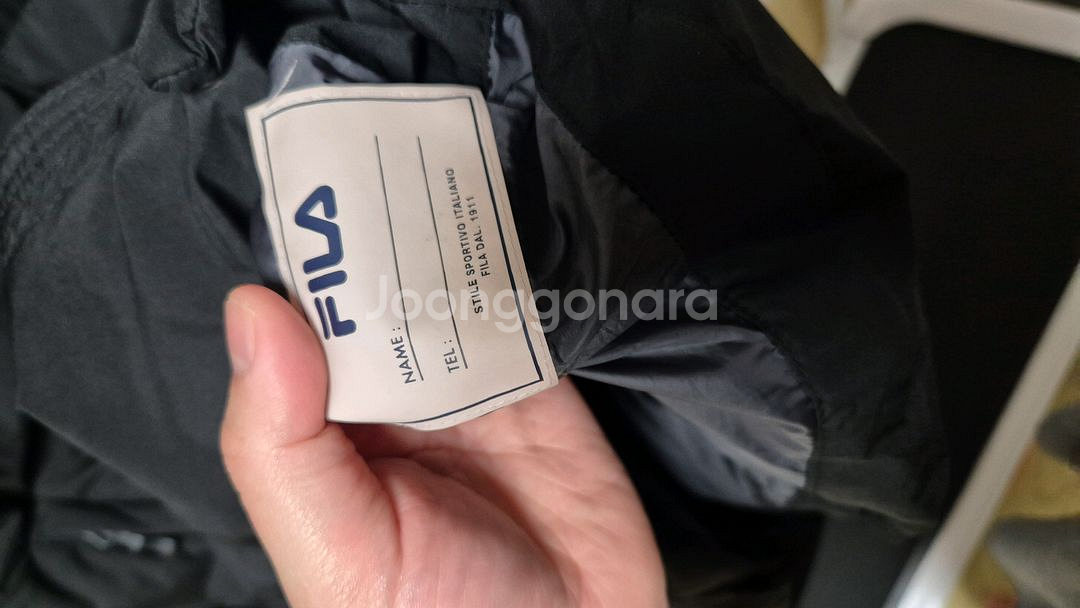 FILA
NAME :
TEL :
STILE SPORTIVO ITALIANO
FILA DAL. 1911
Joonggonara